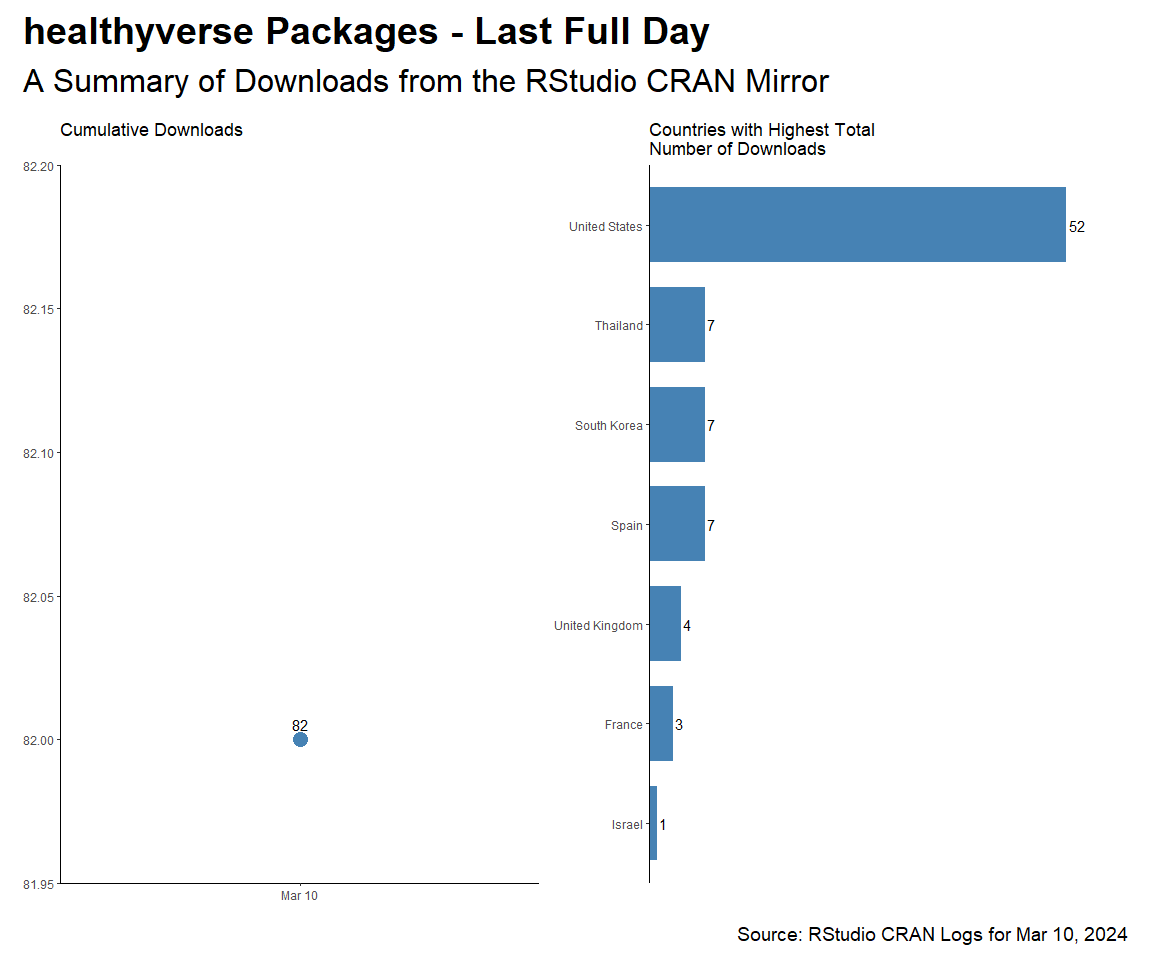 healthyverse Packages - Last Full Day
A Summary of Downloads from the RStudio CRAN Mirror
Cumulative Downloads
82.20
82.15
82.10
82.05
82.00
81.95
82
Mar 10
Countries with Highest Total
Number of Downloads
United States 52
Thailand 7
South Korea 7
Spain 7
United Kingdom 4
France 3
Israel 1
Source: RStudio CRAN Logs for Mar 10, 2024